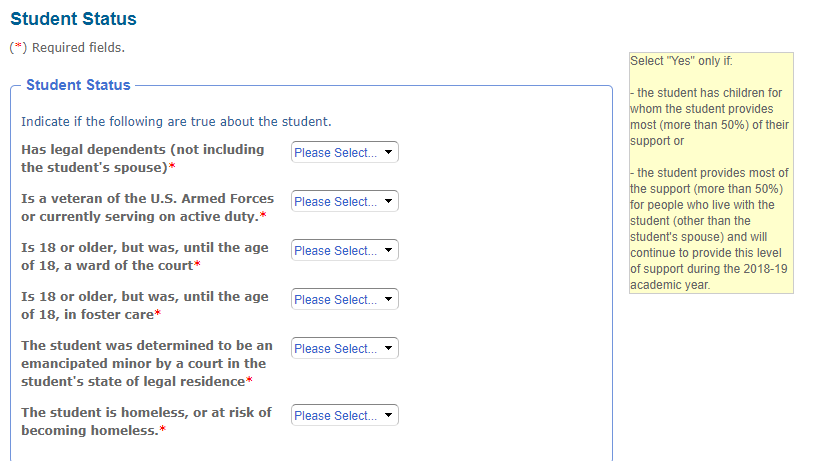 Student Status
(*) Required fields.
Student Status
Indicate if the following are true about the student.
Has legal dependents (not including
the student's spouse)*
Please Select...
Is a veteran of the U.S. Armed Forces
or currently serving on active duty.*
Please Select...
Is 18 or older, but was, until the age
of 18, a ward of the court*
Please Select...
Is 18 or older, but was, until the age
of 18, in foster care*
Please Select...
The student was determined to be an
emancipated minor by a court in the
student's state of legal residence*
Please Select...
The student is homeless, or at risk of
becoming homeless.*
Please Select...
Select "Yes" only if:
- the student has children for
whom the student provides
most (more than 50%) of their
support or
- the student provides most of
the support (more than 50%)
for people who live with the
student (other than the
student's spouse) and will
continue to provide this level
of support during the 2018-19
academic year.